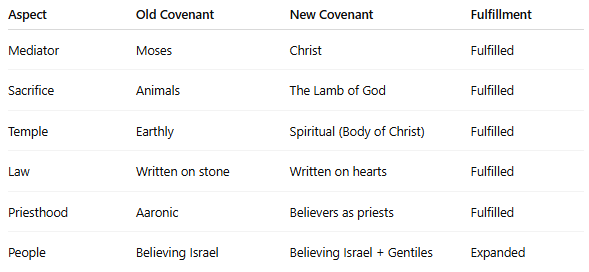 Aspect Old Covenant New Covenant Fulfillment
Mediator Moses Christ Fulfilled
Sacrifice Animals The Lamb of God Fulfilled
Temple Earthly Spiritual (Body of Christ) Fulfilled
Law Written on stone Written on hearts Fulfilled
Priesthood Aaronic Believers as priests Fulfilled
People Believing Israel Believing Israel + Gentiles Expanded